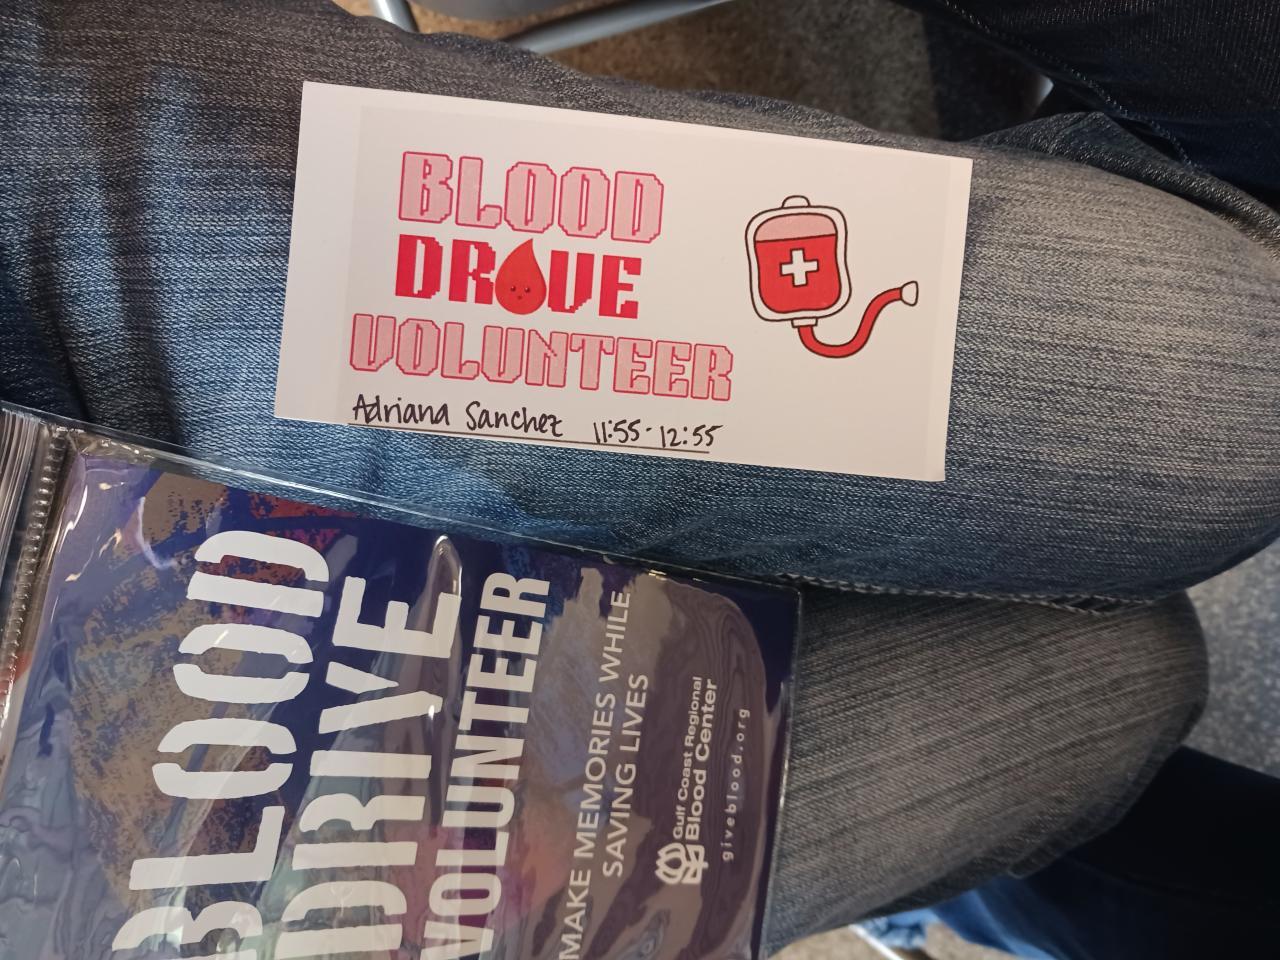 BLOOD
DRIVE
VOLUNTEER
Adriana Sanchez 11:55-12:55
BLOOD
DRIVE
VOLUNTEER
MAKE MEMORIES WHILE
SAVING LIVES
Gulf Coast Regional
Blood Center
giveblood.org